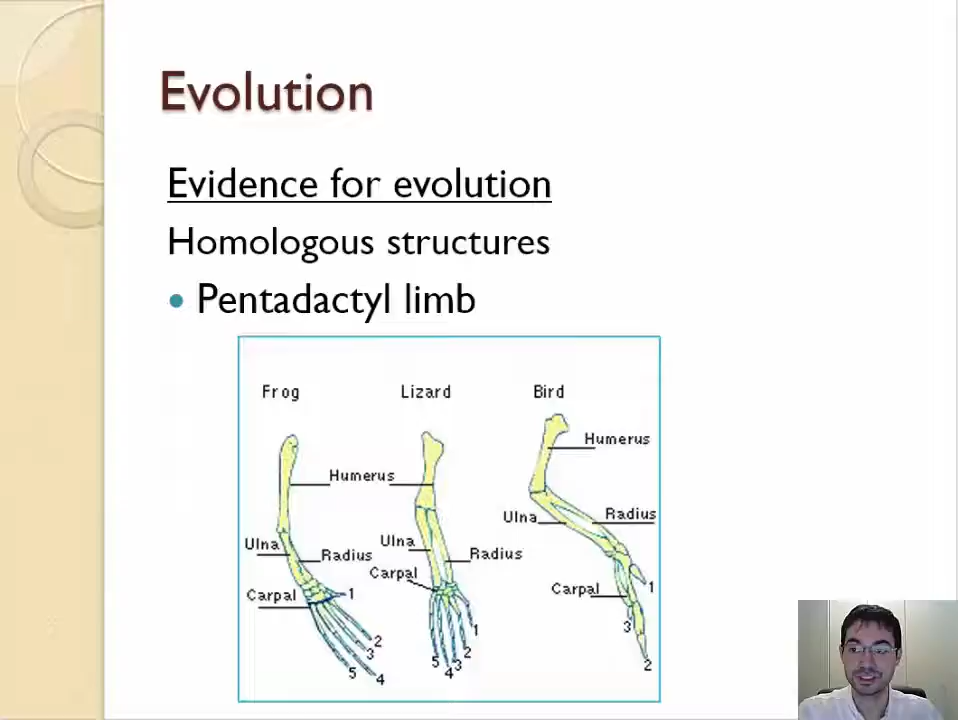 Evolution
Evidence for evolution
Homologous structures
Pentadactyl limb
Frog Lizard Bird
Humerus
Humerus
Ulna Radius
Ulna Radius
Ulna Radius
Carpal
Carpal
Carpal
1
2
3
4
5
1
2
3
4
5
1
2
3